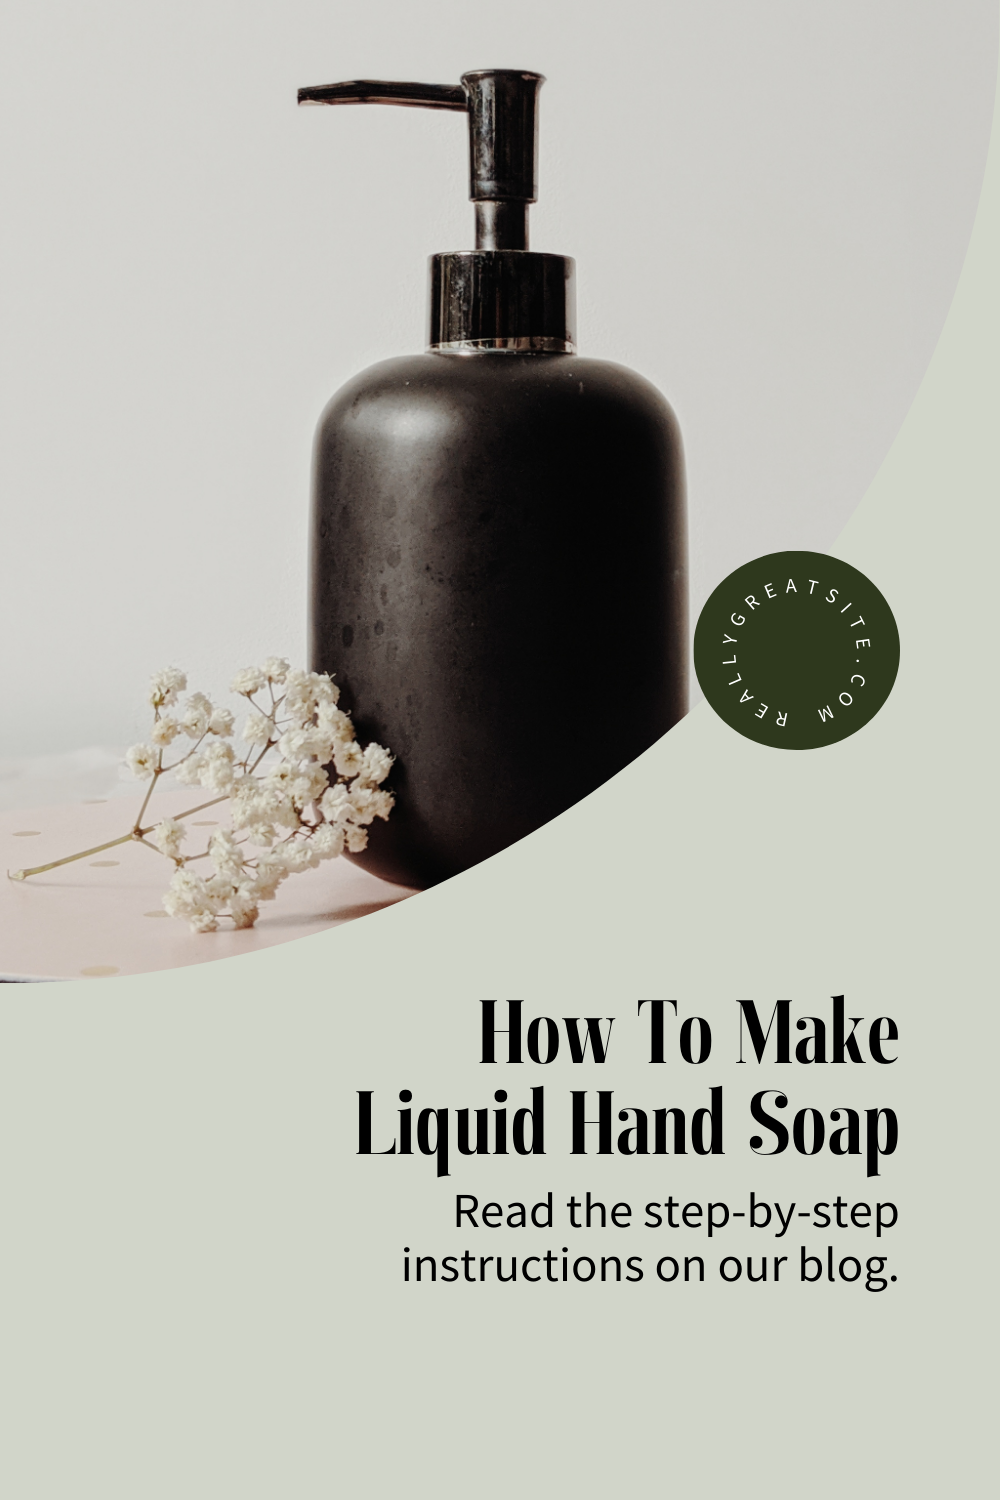 REALLYGREATSITE.COM
How To Make
Liquid Hand Soap
Read the step-by-step
instructions on our blog.